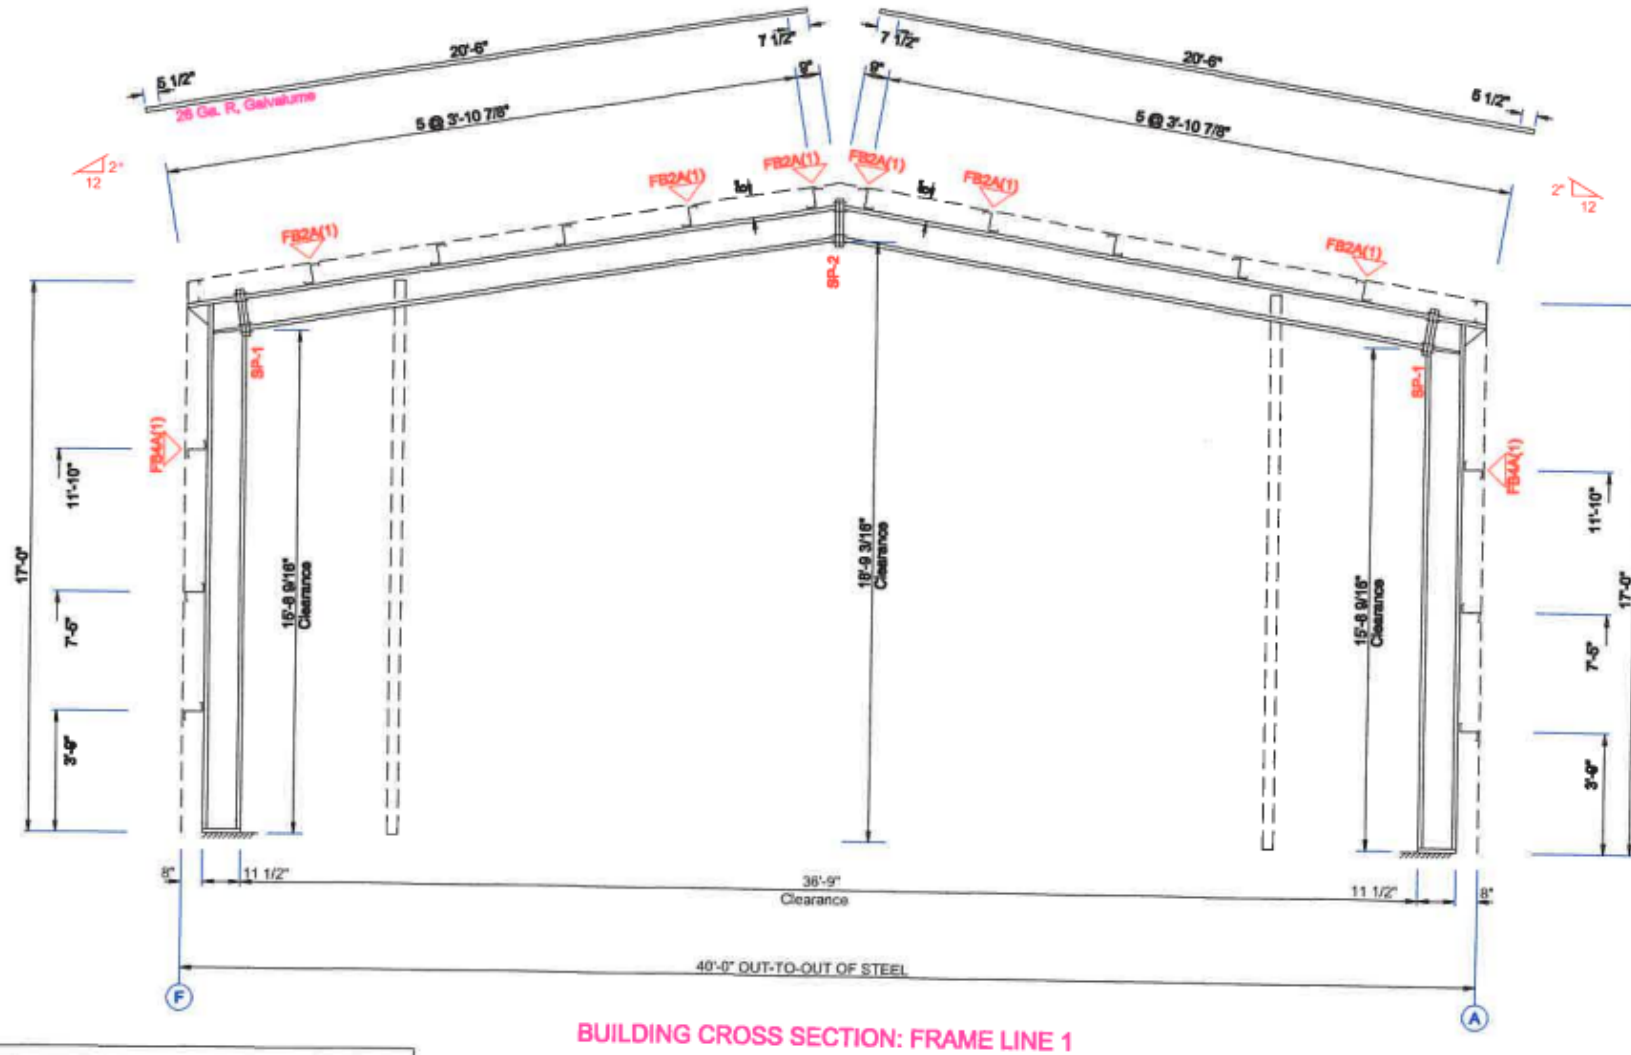 20'-6"
7 1/2"
7 1/2"
20'-6"
5 1/2"
9"
9"
5 1/2"
26 Ga. R, Galvalume
5 @ 3'-10 7/8"
5 @ 3'-10 7/8"
2"
12
2"
12
FB2A(1)
FB2A(1)
FB2A(1)
FB2A(1)
FB2A(1)
FB2A(1)
SP-2
SP-1
SP-1
FB4A(1)
FB4A(1)
17'-0"
11'-10"
7'-5"
3'-9"
15'-8 9/16"
Clearance
18'-9 3/16"
Clearance
15'-8 9/16"
Clearance
11'-10"
7'-5"
3'-9"
17'-0"
8"
11 1/2"
36'-9"
Clearance
11 1/2"
8"
40'-0" OUT-TO-OUT OF STEEL
F
A
BUILDING CROSS SECTION: FRAME LINE 1